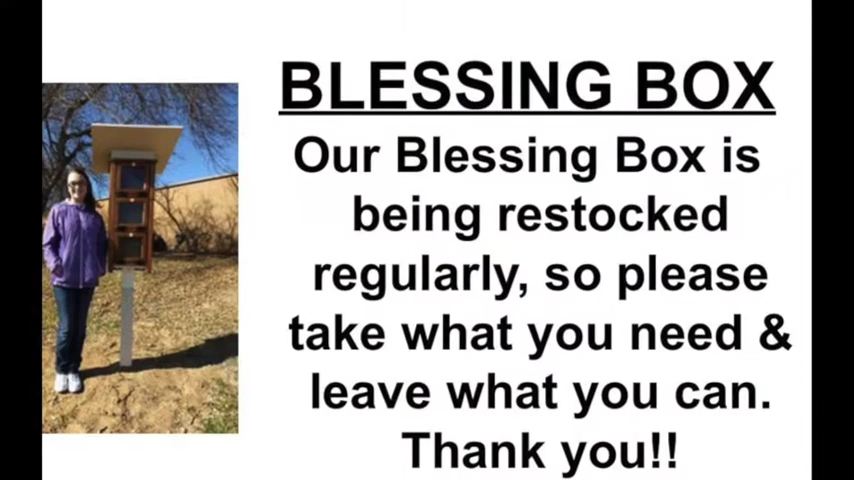 BLESSING BOX
Our Blessing Box is
being restocked
regularly, so please
take what you need &
leave what you can.
Thank you!!